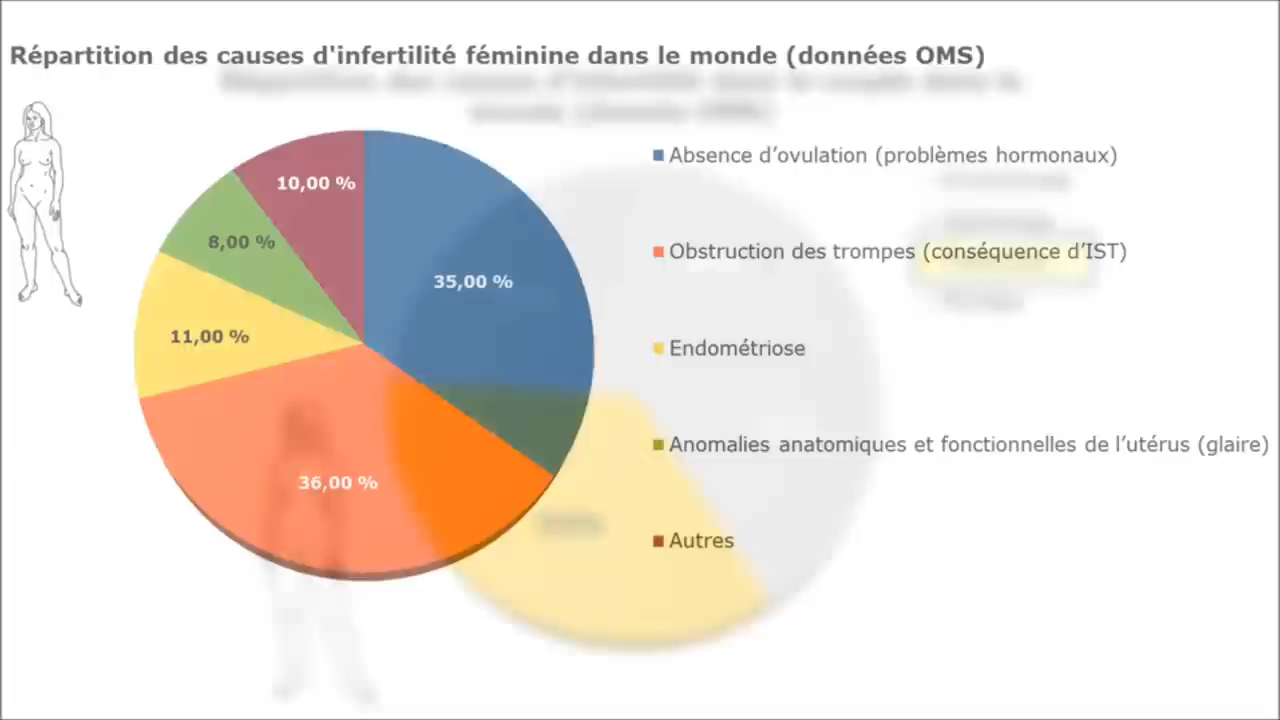 Répartition des causes d'infertilité féminine dans le monde (données OMS)
10,00 %
35,00 %
8,00 %
11,00 %
36,00 %
Absence d’ovulation (problèmes hormonaux)
Obstruction des trompes (conséquence d’IST)
Endométriose
Anomalies anatomiques et fonctionnelles de l’utérus (glaire)
Autres